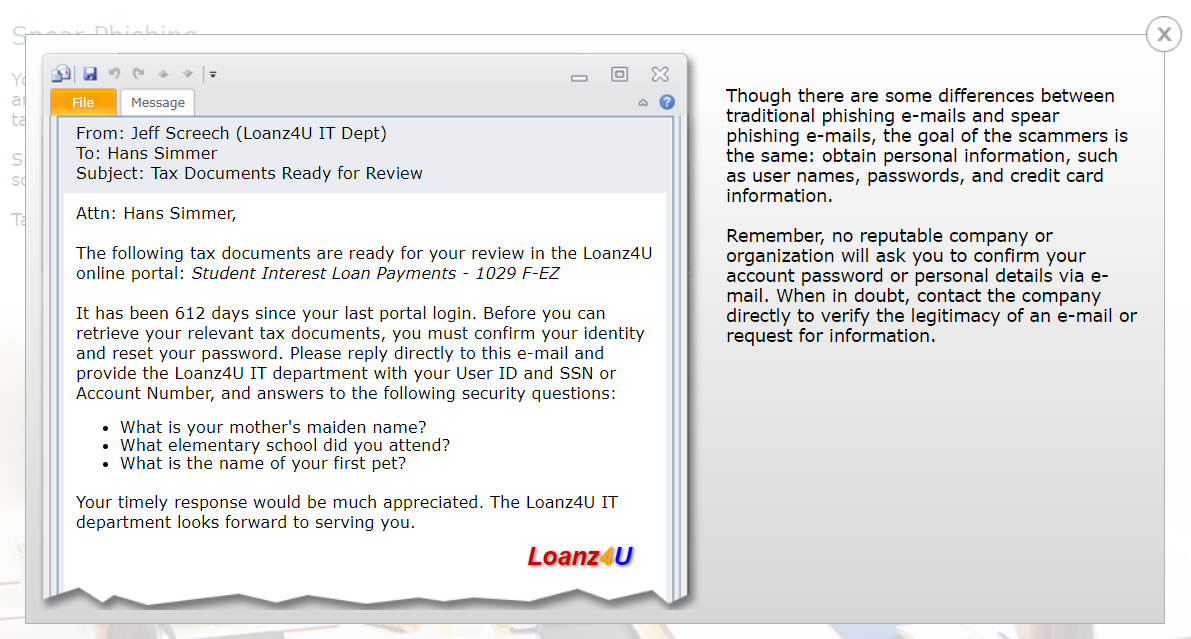 Spear Phishing
X
File
Message
From: Jeff Screech (Loanz4U IT Dept)
To: Hans Simmer
Subject: Tax Documents Ready for Review
Attn: Hans Simmer,
The following tax documents are ready for your review in the Loanz4U
online portal: Student Interest Loan Payments - 1029 F-EZ
It has been 612 days since your last portal login. Before you can
retrieve your relevant tax documents, you must confirm your identity
and reset your password. Please reply directly to this e-mail and
provide the Loanz4U IT department with your User ID and SSN or
Account Number, and answers to the following security questions:
• What is your mother's maiden name?
• What elementary school did you attend?
• What is the name of your first pet?
Your timely response would be much appreciated. The Loanz4U IT
department looks forward to serving you.
Loanz4U
Though there are some differences between
traditional phishing e-mails and spear
phishing e-mails, the goal of the scammers is
the same: obtain personal information, such
as user names, passwords, and credit card
information.
Remember, no reputable company or
organization will ask you to confirm your
account password or personal details via e-
mail. When in doubt, contact the company
directly to verify the legitimacy of an e-mail or
request for information.